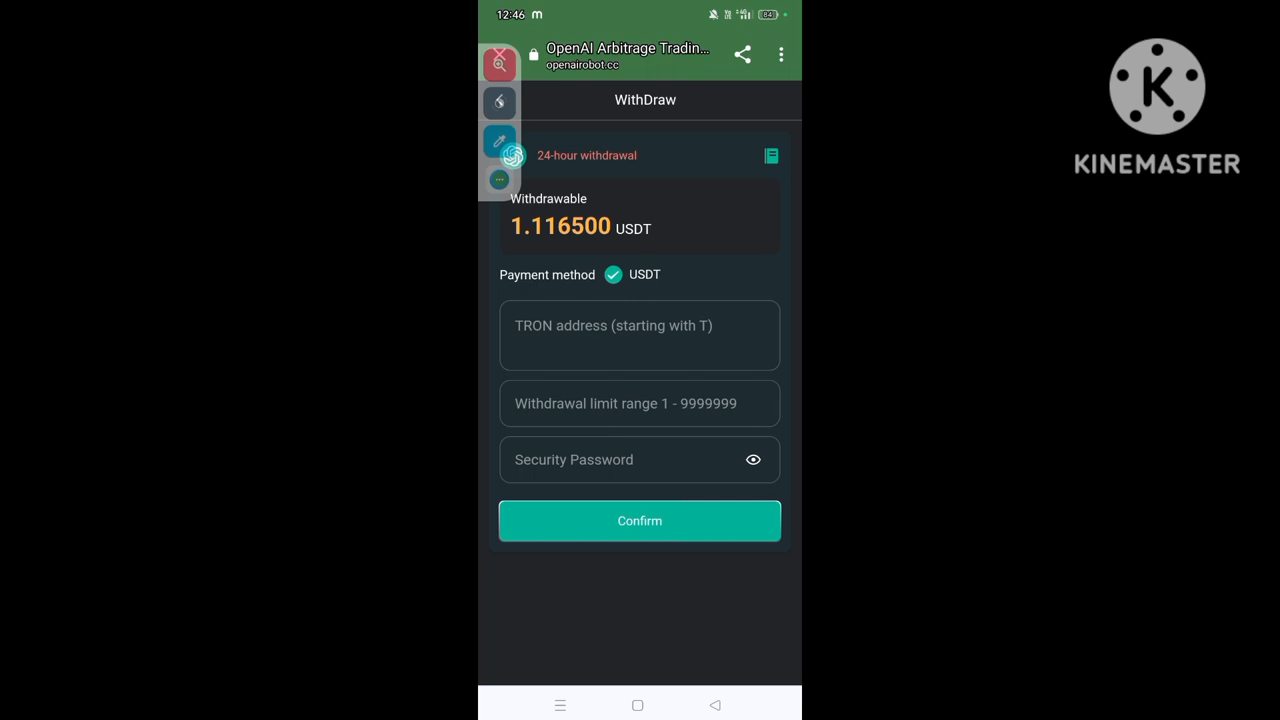 12:46 m
84
OpenAI Arbitrage Tradin...
openairobot.cc
WithDraw
24-hour withdrawal
Withdrawable
1.116500 USDT
Payment method USDT
TRON address (starting with T)
Withdrawal limit range 1 - 9999999
Security Password
Confirm
K
KINEMASTER